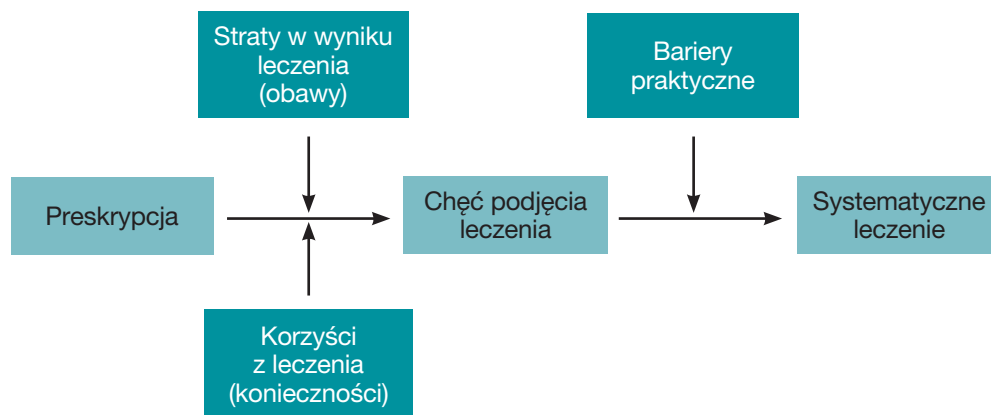 Straty w wyniku
leczenia
(obawy)
Bariery
praktyczne
Preskrypcja
Chęć podjęcia
leczenia
Systematyczne
leczenie
Korzyści
z leczenia
(konieczności)